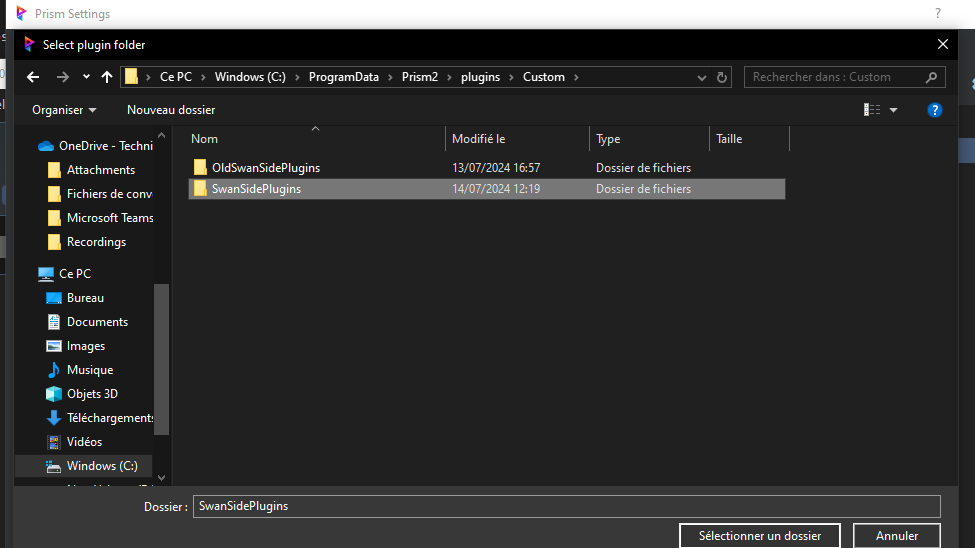 Prism Settings ?
Select plugin folder
Ce PC > Windows (C:) > ProgramData > Prism2 > plugins > Custom >
Rechercher dans : Custom
Organiser Nouveau dossier ?
Nom Modifié le Type Taille
OldSwanSidePlugins 13/07/2024 16:57 Dossier de fichiers
SwanSidePlugins 14/07/2024 12:19 Dossier de fichiers
OneDrive - Techni
Attachments
Fichiers de conv
Microsoft Teams
Recordings
Ce PC
Bureau
Documents
Images
Musique
Objets 3D
Téléchargements
Vidéos
Windows (C:)
Dossier : SwanSidePlugins
Sélectionner un dossier Annuler